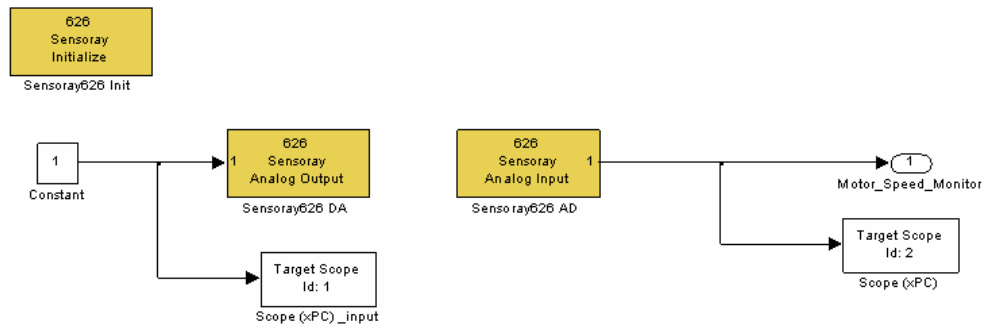 626
Sensoray
Initialize
Sensoray626 Init
1
Constant
1
626
Sensoray
Analog Output
Sensoray626 DA
Target Scope
Id: 1
Scope (xPC) _input
626
Sensoray
Analog Input
1
Sensoray626 AD
1
Motor_Speed_Monitor
Target Scope
Id: 2
Scope (xPC)